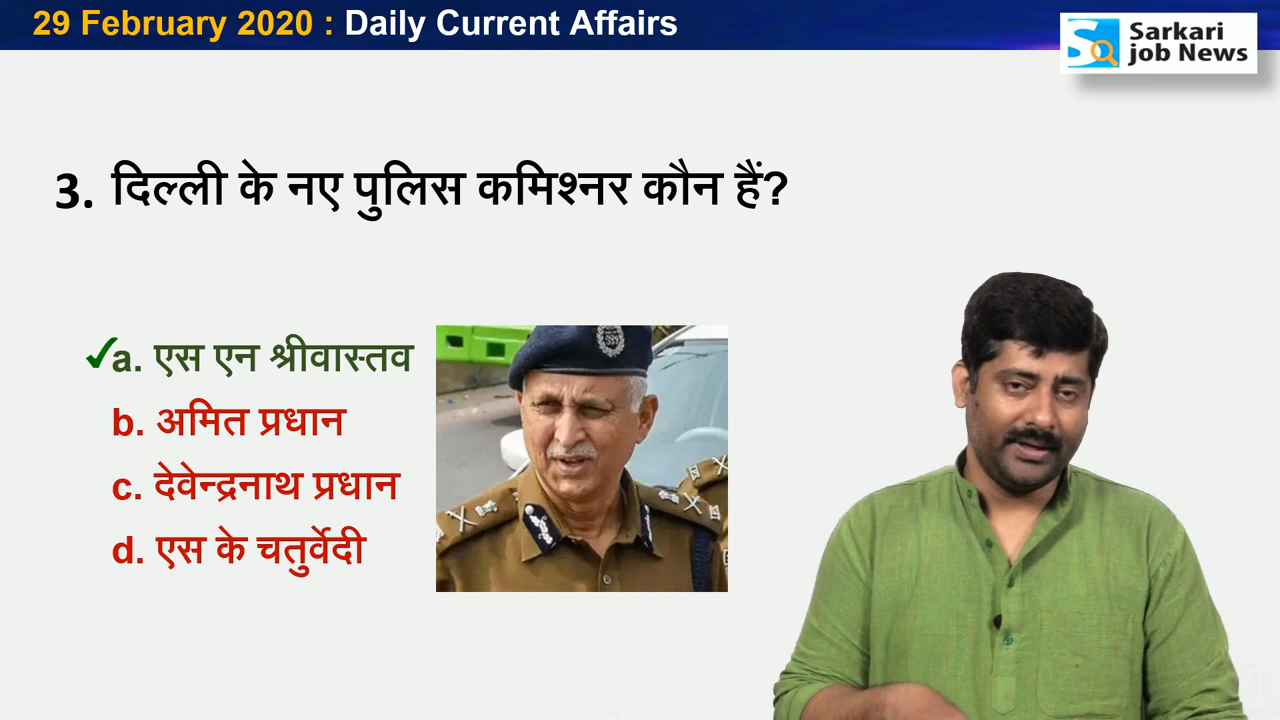 29 February 2020 : Daily Current Affairs
Sarkari
job News
3. दिल्ली के नए पुलिस कमिश्नर कौन हैं?
a. एस एन श्रीवास्तव
b. अमित प्रधान
c. देवेन्द्रनाथ प्रधान
d. एस के चतुर्वेदी